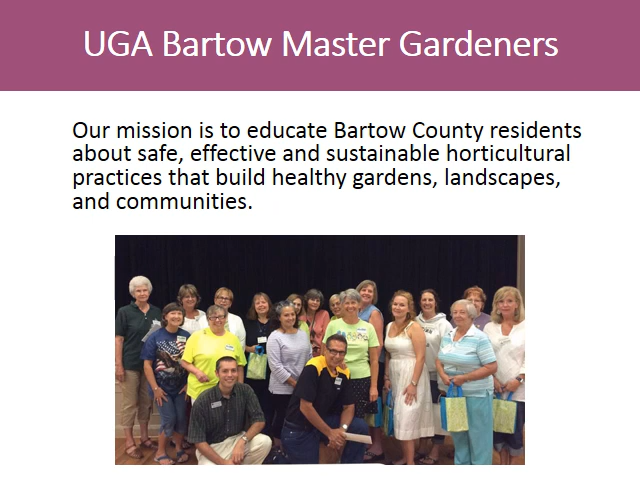 UGA Bartow Master Gardeners
Our mission is to educate Bartow County residents
about safe, effective and sustainable horticultural
practices that build healthy gardens, landscapes,
and communities.